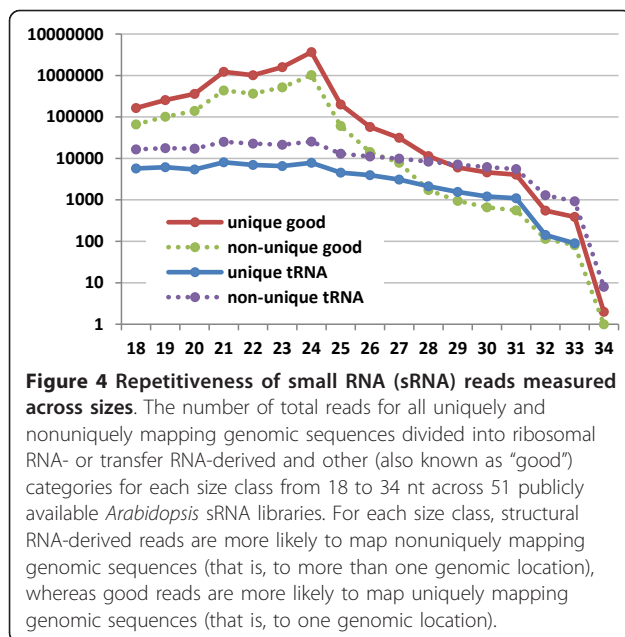 10000000
1000000
100000
10000
1000
100
10
1
unique good
non-unique good
unique tRNA
non-unique tRNA
18 19 20 21 22 23 24 25 26 27 28 29 30 31 32 33 34
Figure 4 Repetitiveness of small RNA (sRNA) reads measured
across sizes. The number of total reads for all uniquely and
nonuniquely mapping genomic sequences divided into ribosomal
RNA- or transfer RNA-derived and other (also known as “good”)
categories for each size class from 18 to 34 nt across 51 publicly
available Arabidopsis sRNA libraries. For each size class, structural
RNA-derived reads are more likely to map nonuniquely mapping
genomic sequences (that is, to more than one genomic location),
whereas good reads are more likely to map uniquely mapping
genomic sequences (that is, to one genomic location).